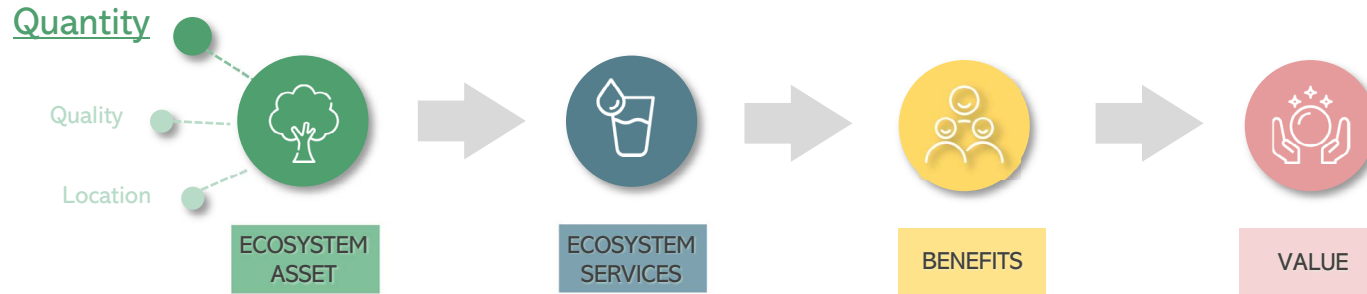 Quantity
Quality
Location
ECOSYSTEM
ASSET
ECOSYSTEM
SERVICES
BENEFITS
VALUE